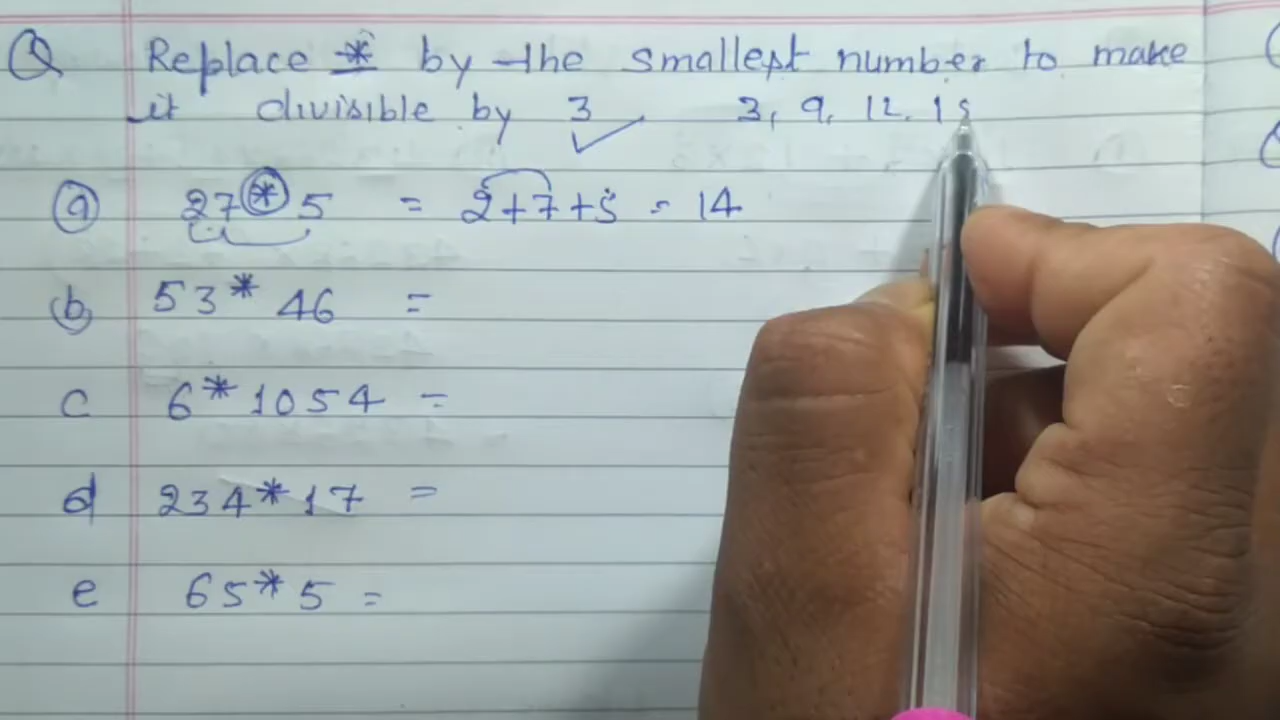 Q Replace * by the smallest number to make
it divisible by 3 3, 9, 12, 15
a 27*5 = 2+7+5 = 14
b 53*46 =
c 6*1054 =
d 234*17 =
e 65*5 =